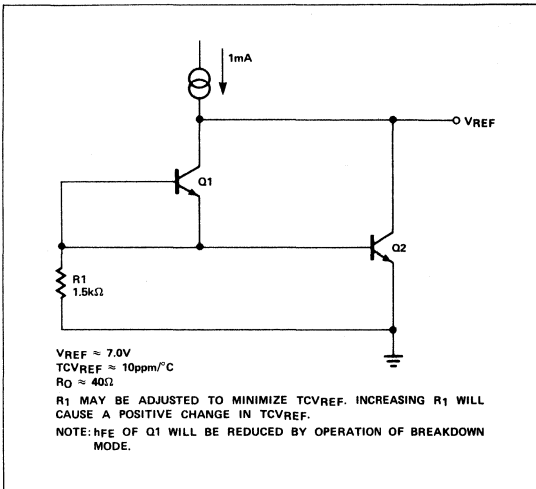 1mA
VREF
Q1
Q2
R1
1.5kΩ
VREF ≈ 7.0V
TCVREF ≈ 10ppm/°C
RO ≈ 40Ω
R1 MAY BE ADJUSTED TO MINIMIZE TCVREF. INCREASING R1 WILL
CAUSE A POSITIVE CHANGE IN TCVREF.
NOTE: hFE OF Q1 WILL BE REDUCED BY OPERATION OF BREAKDOWN
MODE.